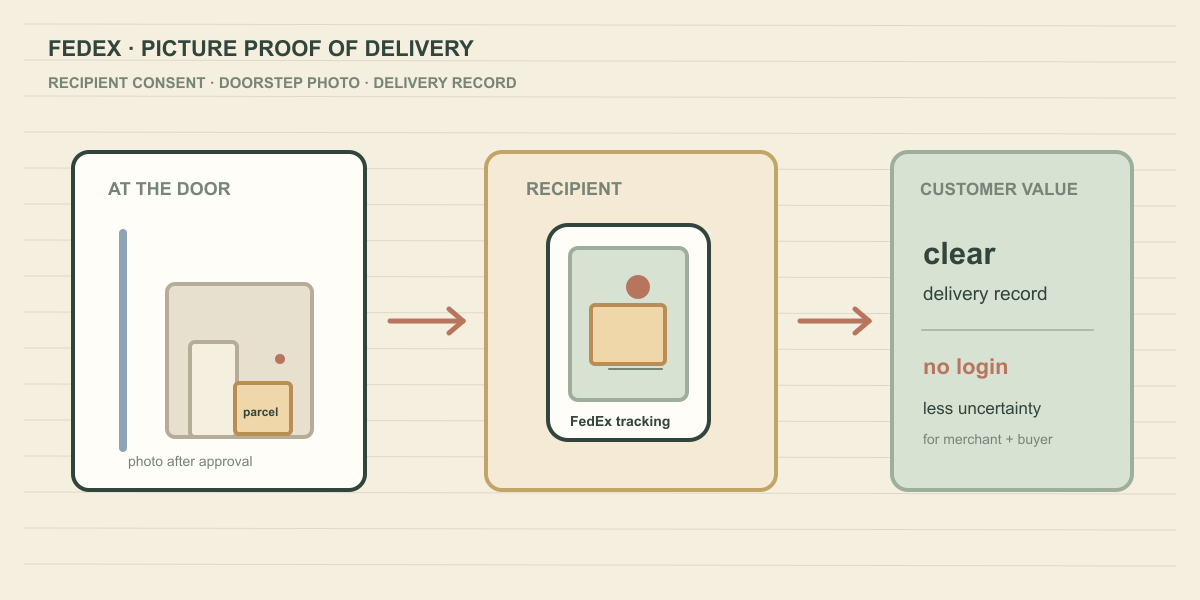 FEDEX · PICTURE PROOF OF DELIVERY
RECIPIENT CONSENT · DOORSTEP PHOTO · DELIVERY RECORD
AT THE DOOR
parcel
photo after approval
RECIPIENT
FedEx tracking
CUSTOMER VALUE
clear
delivery record
no login
less uncertainty
for merchant + buyer